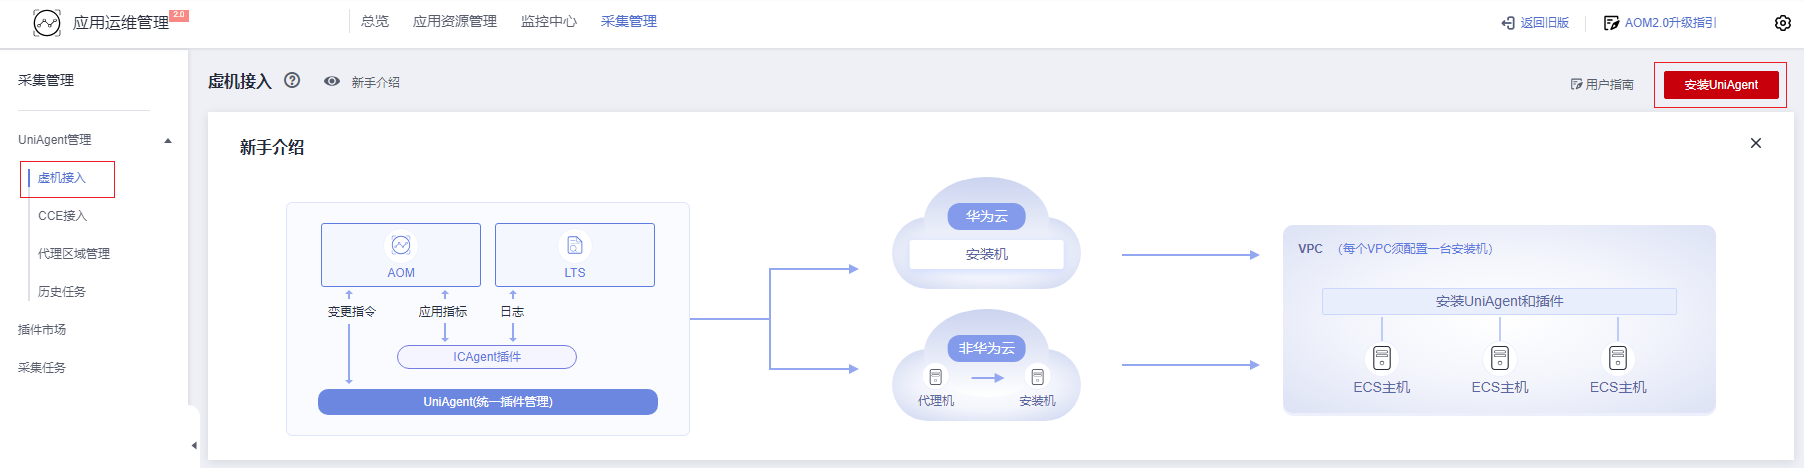 应用运维管理 2.0 总览 应用资源管理 监控中心 采集管理 返回旧版 AOM2.0升级指引
采集管理
UniAgent管理
虚机接入
CCE接入
代理区域管理
历史任务
插件市场
采集任务
虚机接入 新手介绍 用户指南 安装UniAgent
新手介绍
AOM LTS
变更指令 应用指标 日志
ICAgent插件
UniAgent(统一插件管理)
华为云
安装机
非华为云
代理机 安装机
VPC （每个VPC须配置一台安装机）
安装UniAgent和插件
ECS主机 ECS主机 ECS主机